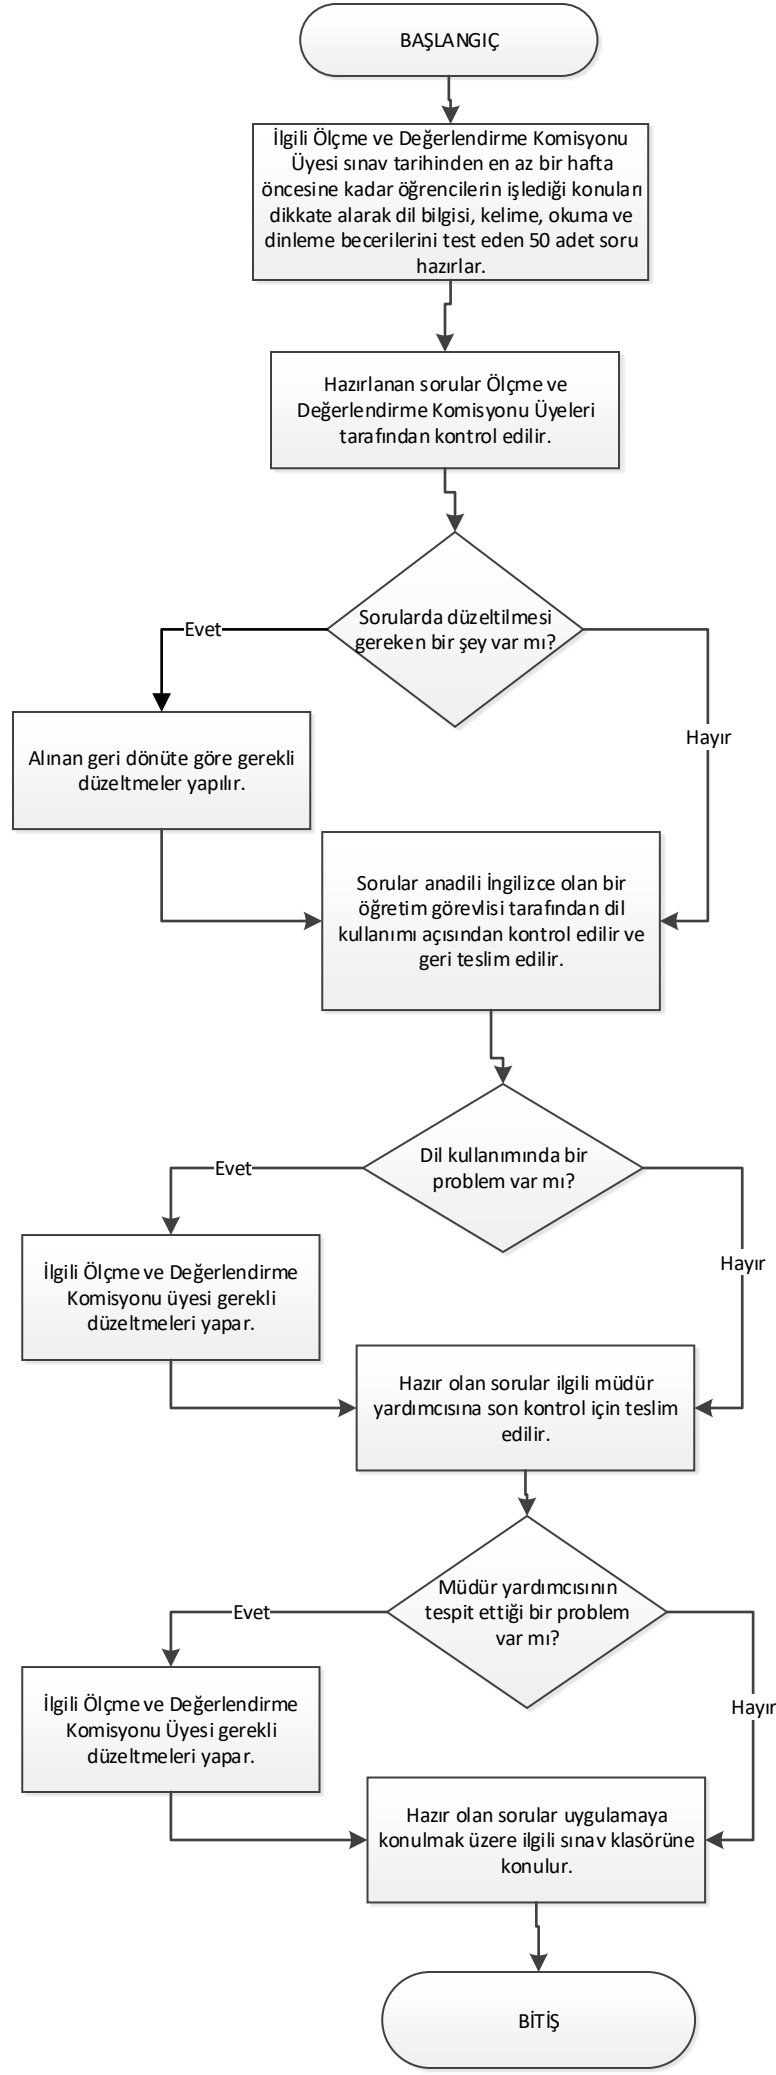 BAŞLANGIÇ
İlgili Ölçme ve Değerlendirme Komisyonu
Üyesi sınav tarihinden en az bir hafta
öncesine kadar öğrencilerin işlediği konuları
dikkate alarak dil bilgisi, kelime, okuma ve
dinleme becerilerini test eden 50 adet soru
hazırlar.
Hazırlanan sorular Ölçme ve
Değerlendirme Komisyonu Üyeleri
tarafından kontrol edilir.
Sorularda düzeltilmesi
gereken bir şey var mı?
Evet
Hayır
Alınan geri dönüte göre gerekli
düzeltmeler yapılır.
Sorular anadili İngilizce olan bir
öğretim görevlisi tarafından dil
kullanımı açısından kontrol edilir ve
geri teslim edilir.
Dil kullanımında bir
problem var mı?
Evet
Hayır
İlgili Ölçme ve Değerlendirme
Komisyonu üyesi gerekli
düzeltmeleri yapar.
Hazır olan sorular ilgili müdür
yardımcısına son kontrol için teslim
edilir.
Müdür yardımcısının
tespit ettiği bir problem
var mı?
Evet
Hayır
İlgili Ölçme ve Değerlendirme
Komisyonu Üyesi gerekli
düzeltmeleri yapar.
Hazır olan sorular uygulamaya
konulmak üzere ilgili sınav klasörüne
konulur.
BİTİŞ